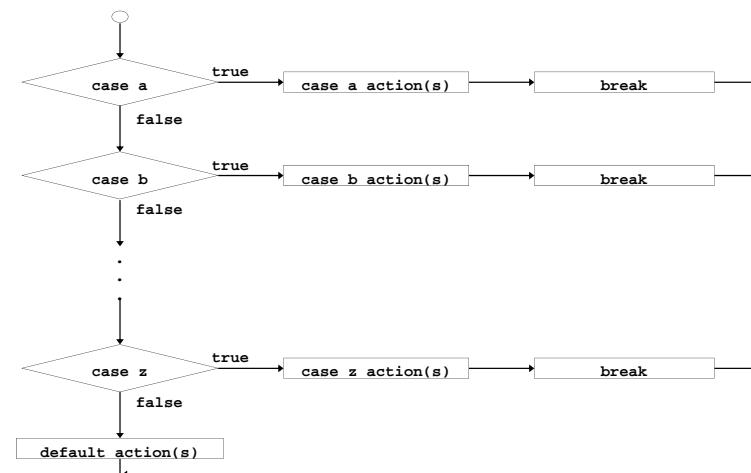 true
case a
case a action(s)
break
false
true
case b
case b action(s)
break
false
.
.
.
true
case z
case z action(s)
break
false
default action(s)